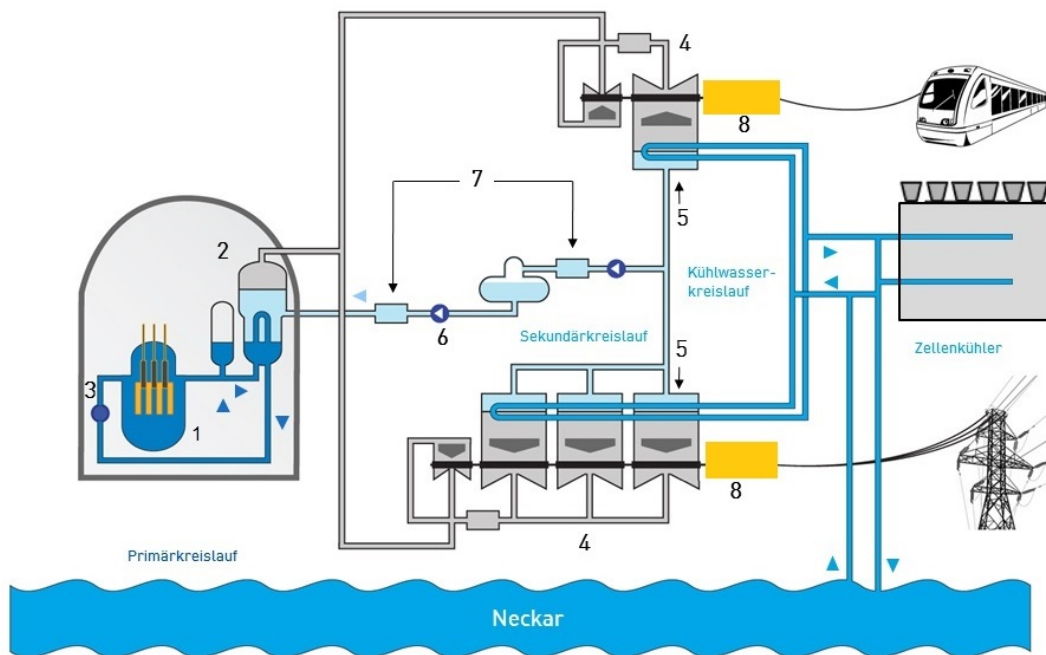 4
8
7
5
2
Kühlwasser-
kreislauf
6
Sekundärkreislauf
Zellenkühler
5
3
1
8
4
Primärkreislauf
Neckar